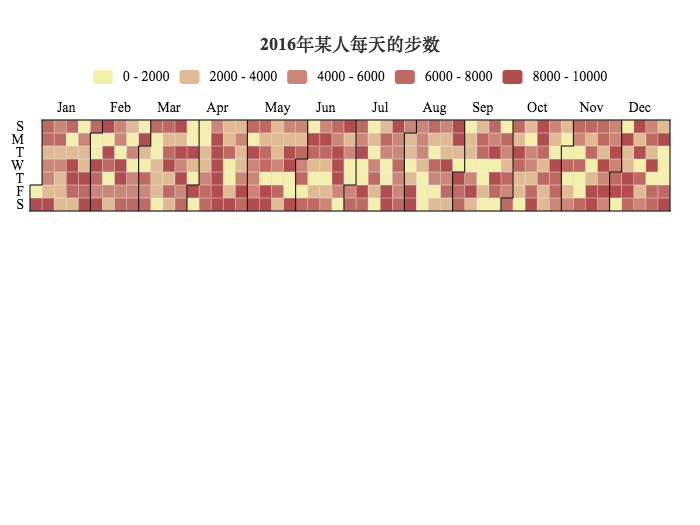 2016年某人每天的步数
0 - 2000 2000 - 4000 4000 - 6000 6000 - 8000 8000 - 10000
Jan Feb Mar Apr May Jun Jul Aug Sep Oct Nov Dec
S
M
T
W
T
F
S